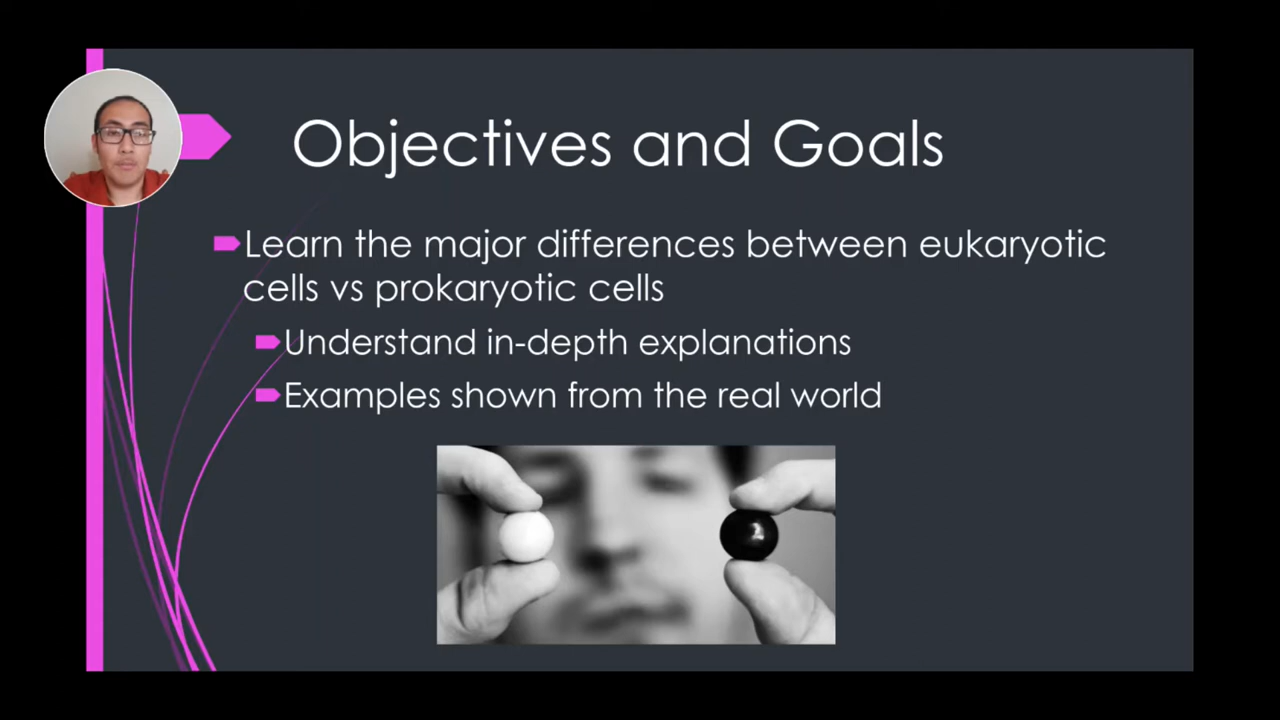 Objectives and Goals
Learn the major differences between eukaryotic
cells vs prokaryotic cells
Understand in-depth explanations
Examples shown from the real world